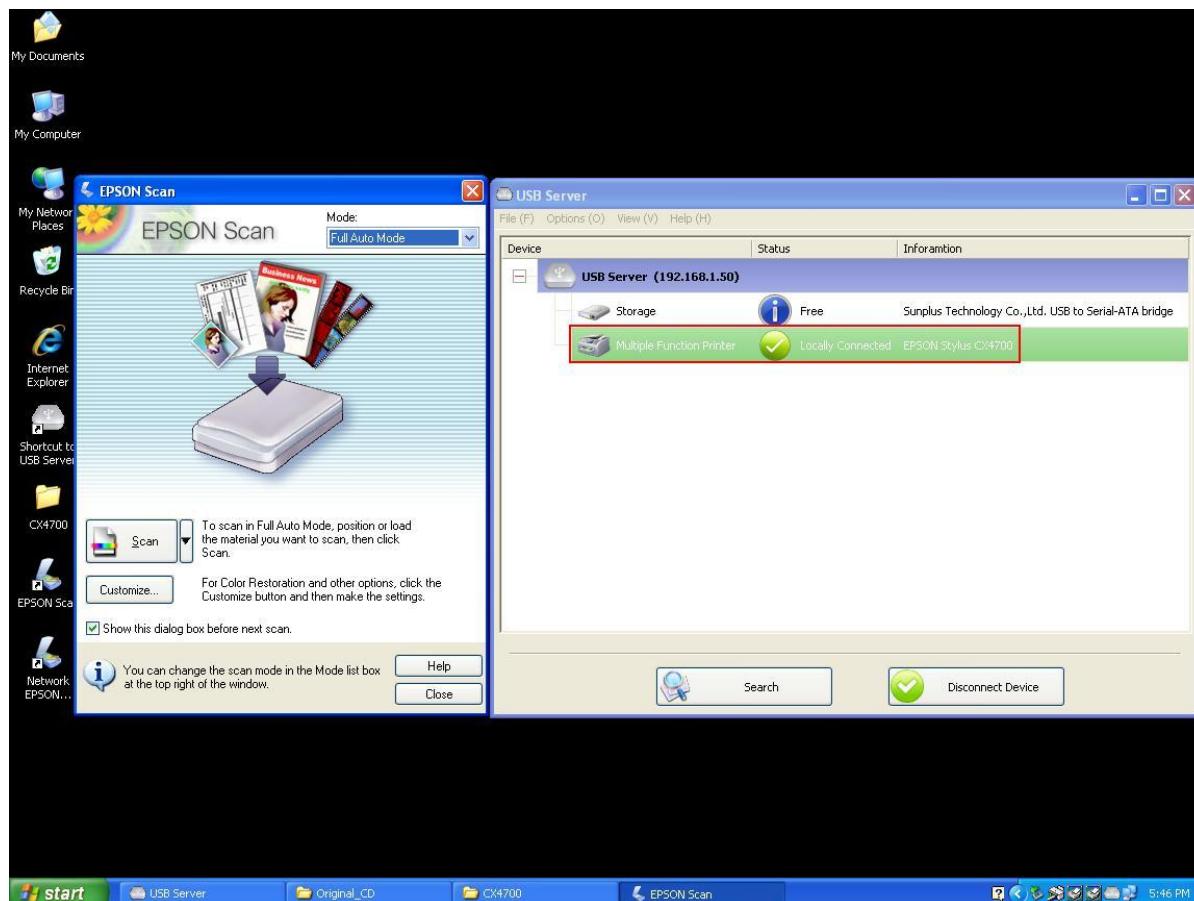 My Documents
My Computer
My Networ
Places
Recycle Bin
Internet
Explorer
Shortcut to
USB Server
CX4700
EPSON Sca
Network
EPSON...
EPSON Scan
EPSON Scan
Mode:
Full Auto Mode
Business News
Scan
To scan in Full Auto Mode, position or load
the material you want to scan, then click
Scan.
Customize...
For Color Restoration and other options, click the
Customize button and then make the settings.
Show this dialog box before next scan.
You can change the scan mode in the Mode list box
at the top right of the window.
Help
Close
USB Server
File (F) Options (O) View (V) Help (H)
Device Status Inforamtion
USB Server (192.168.1.50)
Storage Free Sunplus Technology Co.,Ltd. USB to Serial-ATA bridge
Multiple Function Printer Locally Connected EPSON Stylus CX4700
Search Disconnect Device
start USB Server Original_CD CX4700 EPSON Scan 5:46 PM